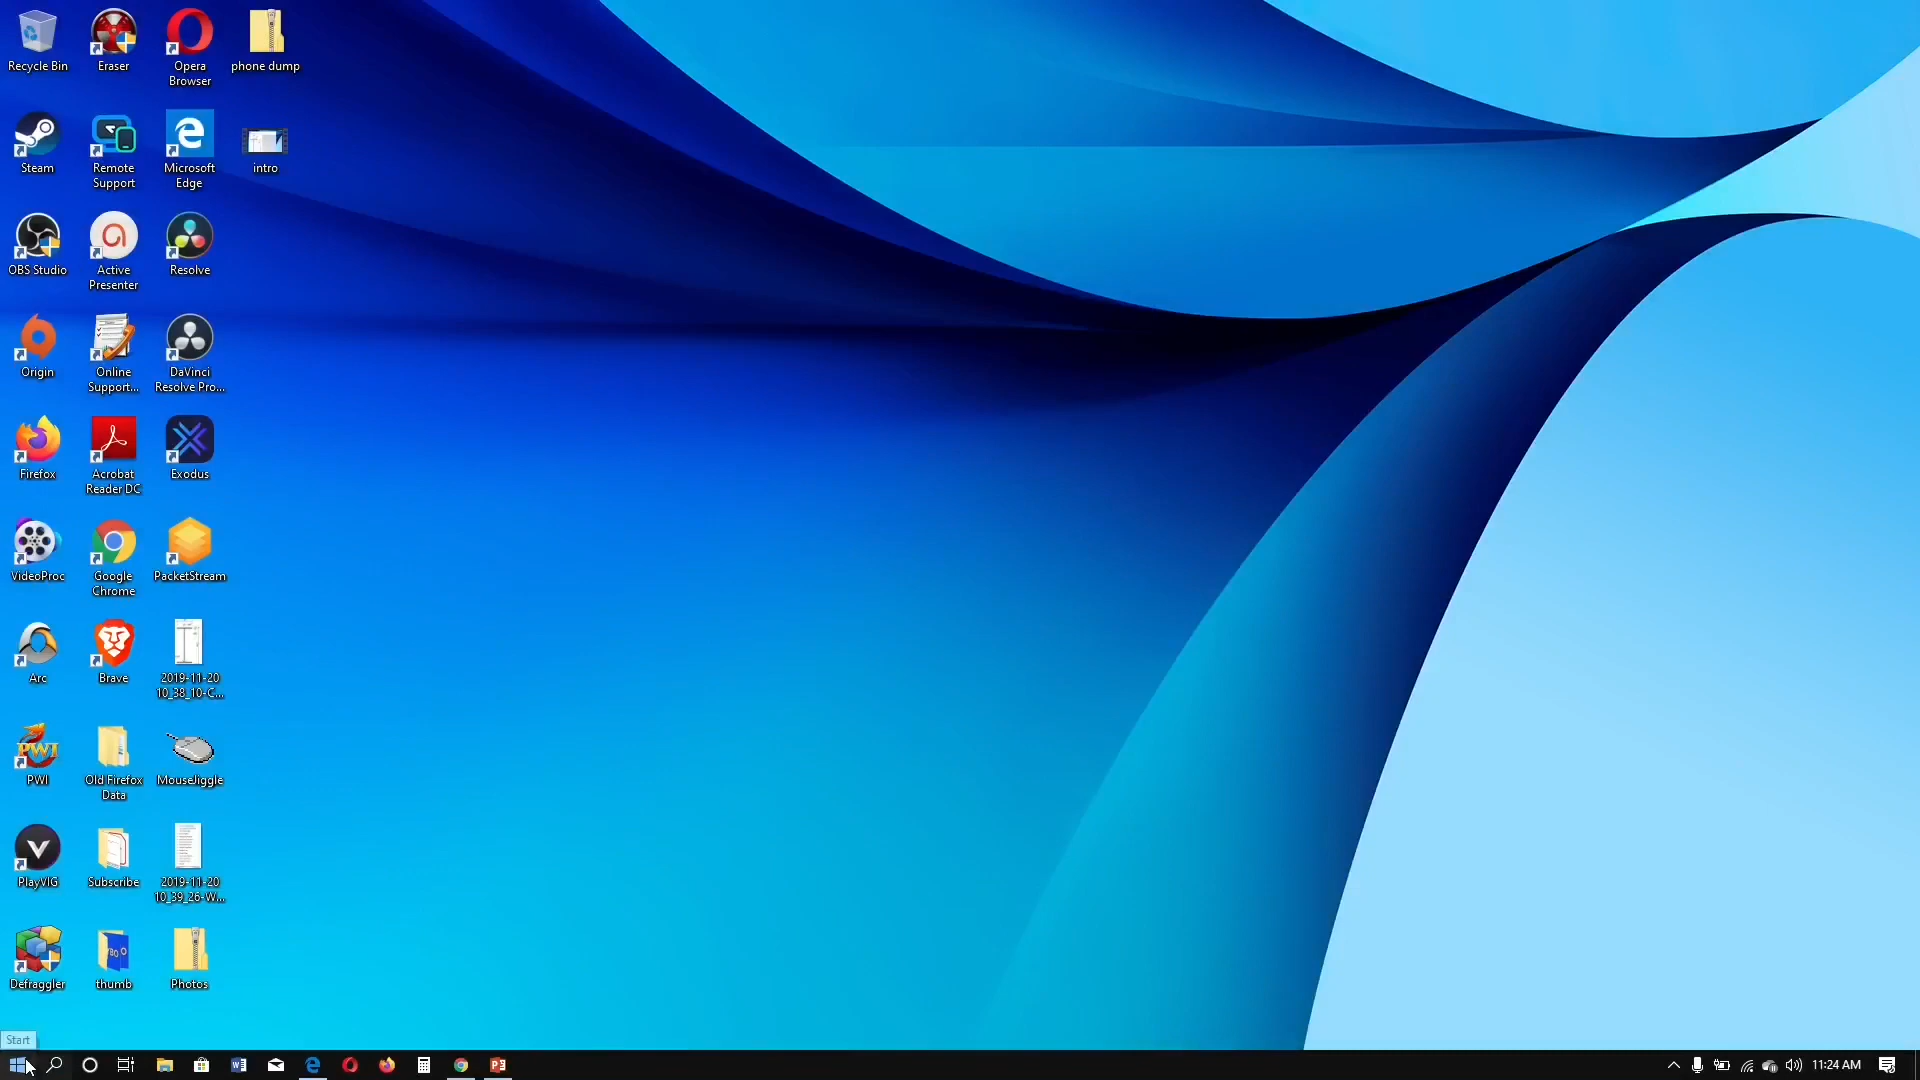 Recycle Bin
Eraser
Opera
Browser
phone dump
Steam
Remote
Support
Microsoft
Edge
intro
OBS Studio
Active
Presenter
Resolve
Origin
Online
Support...
DaVinci
Resolve Pro...
Firefox
Acrobat
Reader DC
Exodus
VideoProc
Google
Chrome
PacketStream
Arc
Brave
2019-11-20
10_38_10-C...
PWI
PWI
Old Firefox
Data
MouseJiggle
PlayVIG
Subscribe
2019-11-20
10_39_26-W...
Defraggler
thumb
Photos
Start
11:24 AM